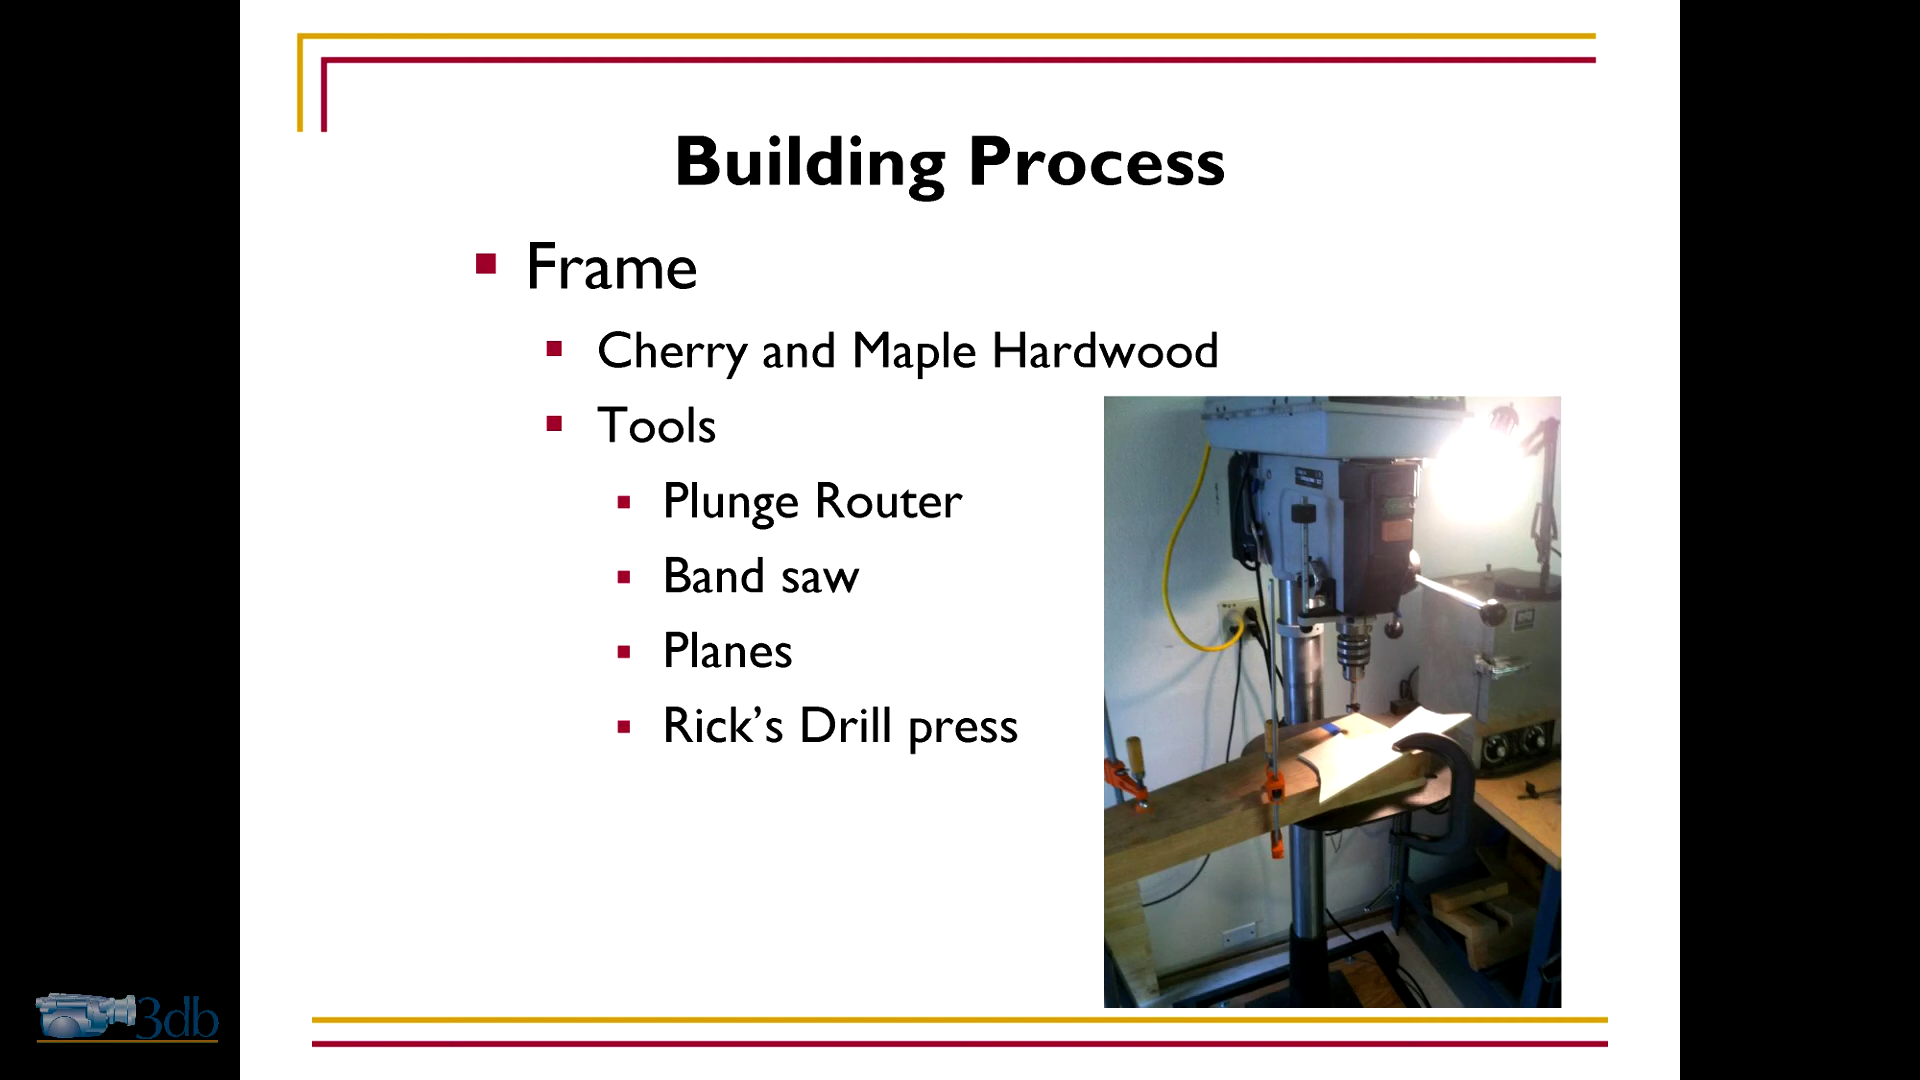 Building Process
Frame
Cherry and Maple Hardwood
Tools
Plunge Router
Band saw
Planes
Rick’s Drill press
3db